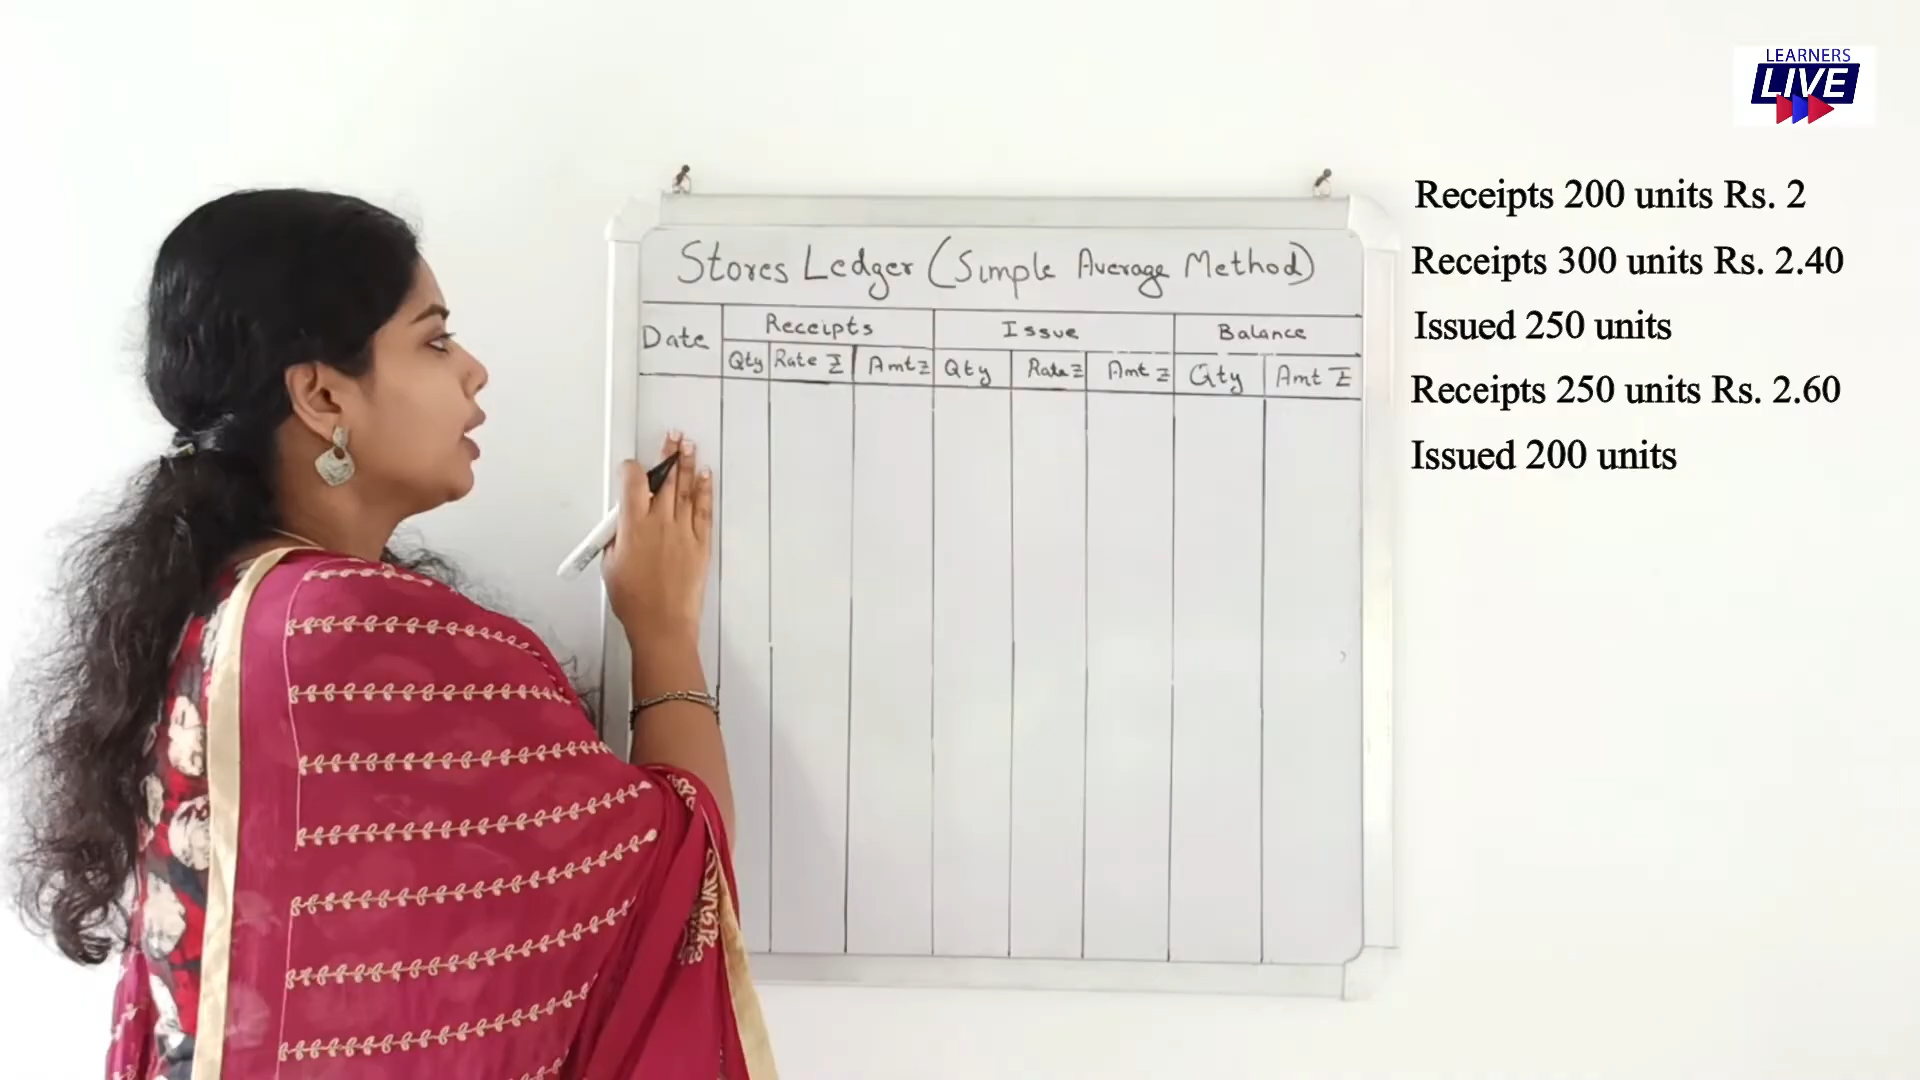 LEARNERS
LIVE
Stores Ledger (Simple Average Method)
Date Receipts Issue Balance
Qty Rate ₹ Amt ₹ Qty Rate ₹ Amt ₹ Qty Amt ₹
Receipts 200 units Rs. 2
Receipts 300 units Rs. 2.40
Issued 250 units
Receipts 250 units Rs. 2.60
Issued 200 units